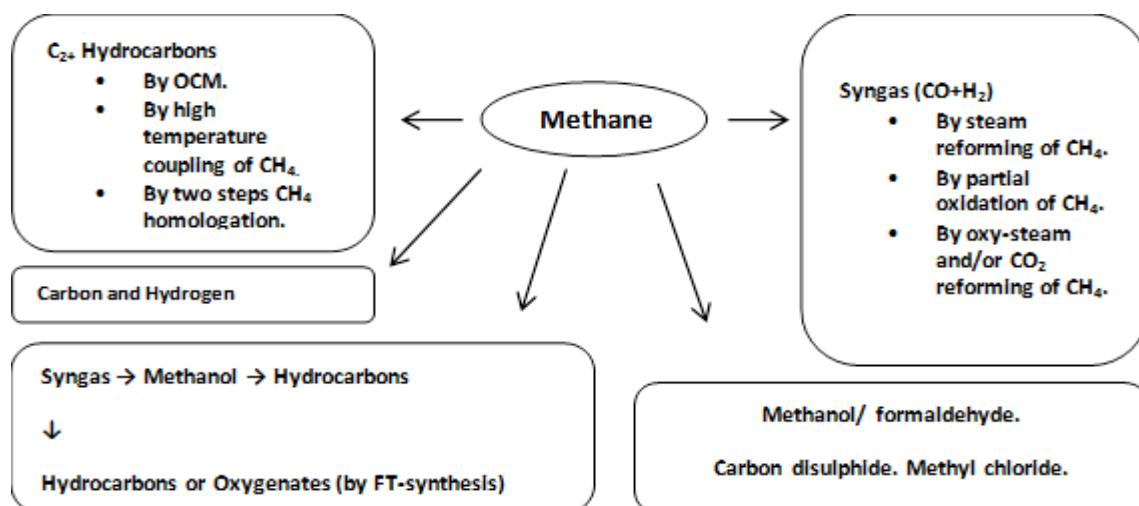 C₂₊ Hydrocarbons
• By OCM.
• By high
temperature
coupling of CH₄.
• By two steps CH₄
homologation.
Methane
Syngas (CO+H₂)
• By steam
reforming of CH₄.
• By partial
oxidation of CH₄.
• By oxy-steam
and/or CO₂
reforming of CH₄.
Carbon and Hydrogen
Syngas → Methanol → Hydrocarbons
↓
Hydrocarbons or Oxygenates (by FT-synthesis)
Methanol/ formaldehyde.
Carbon disulphide. Methyl chloride.